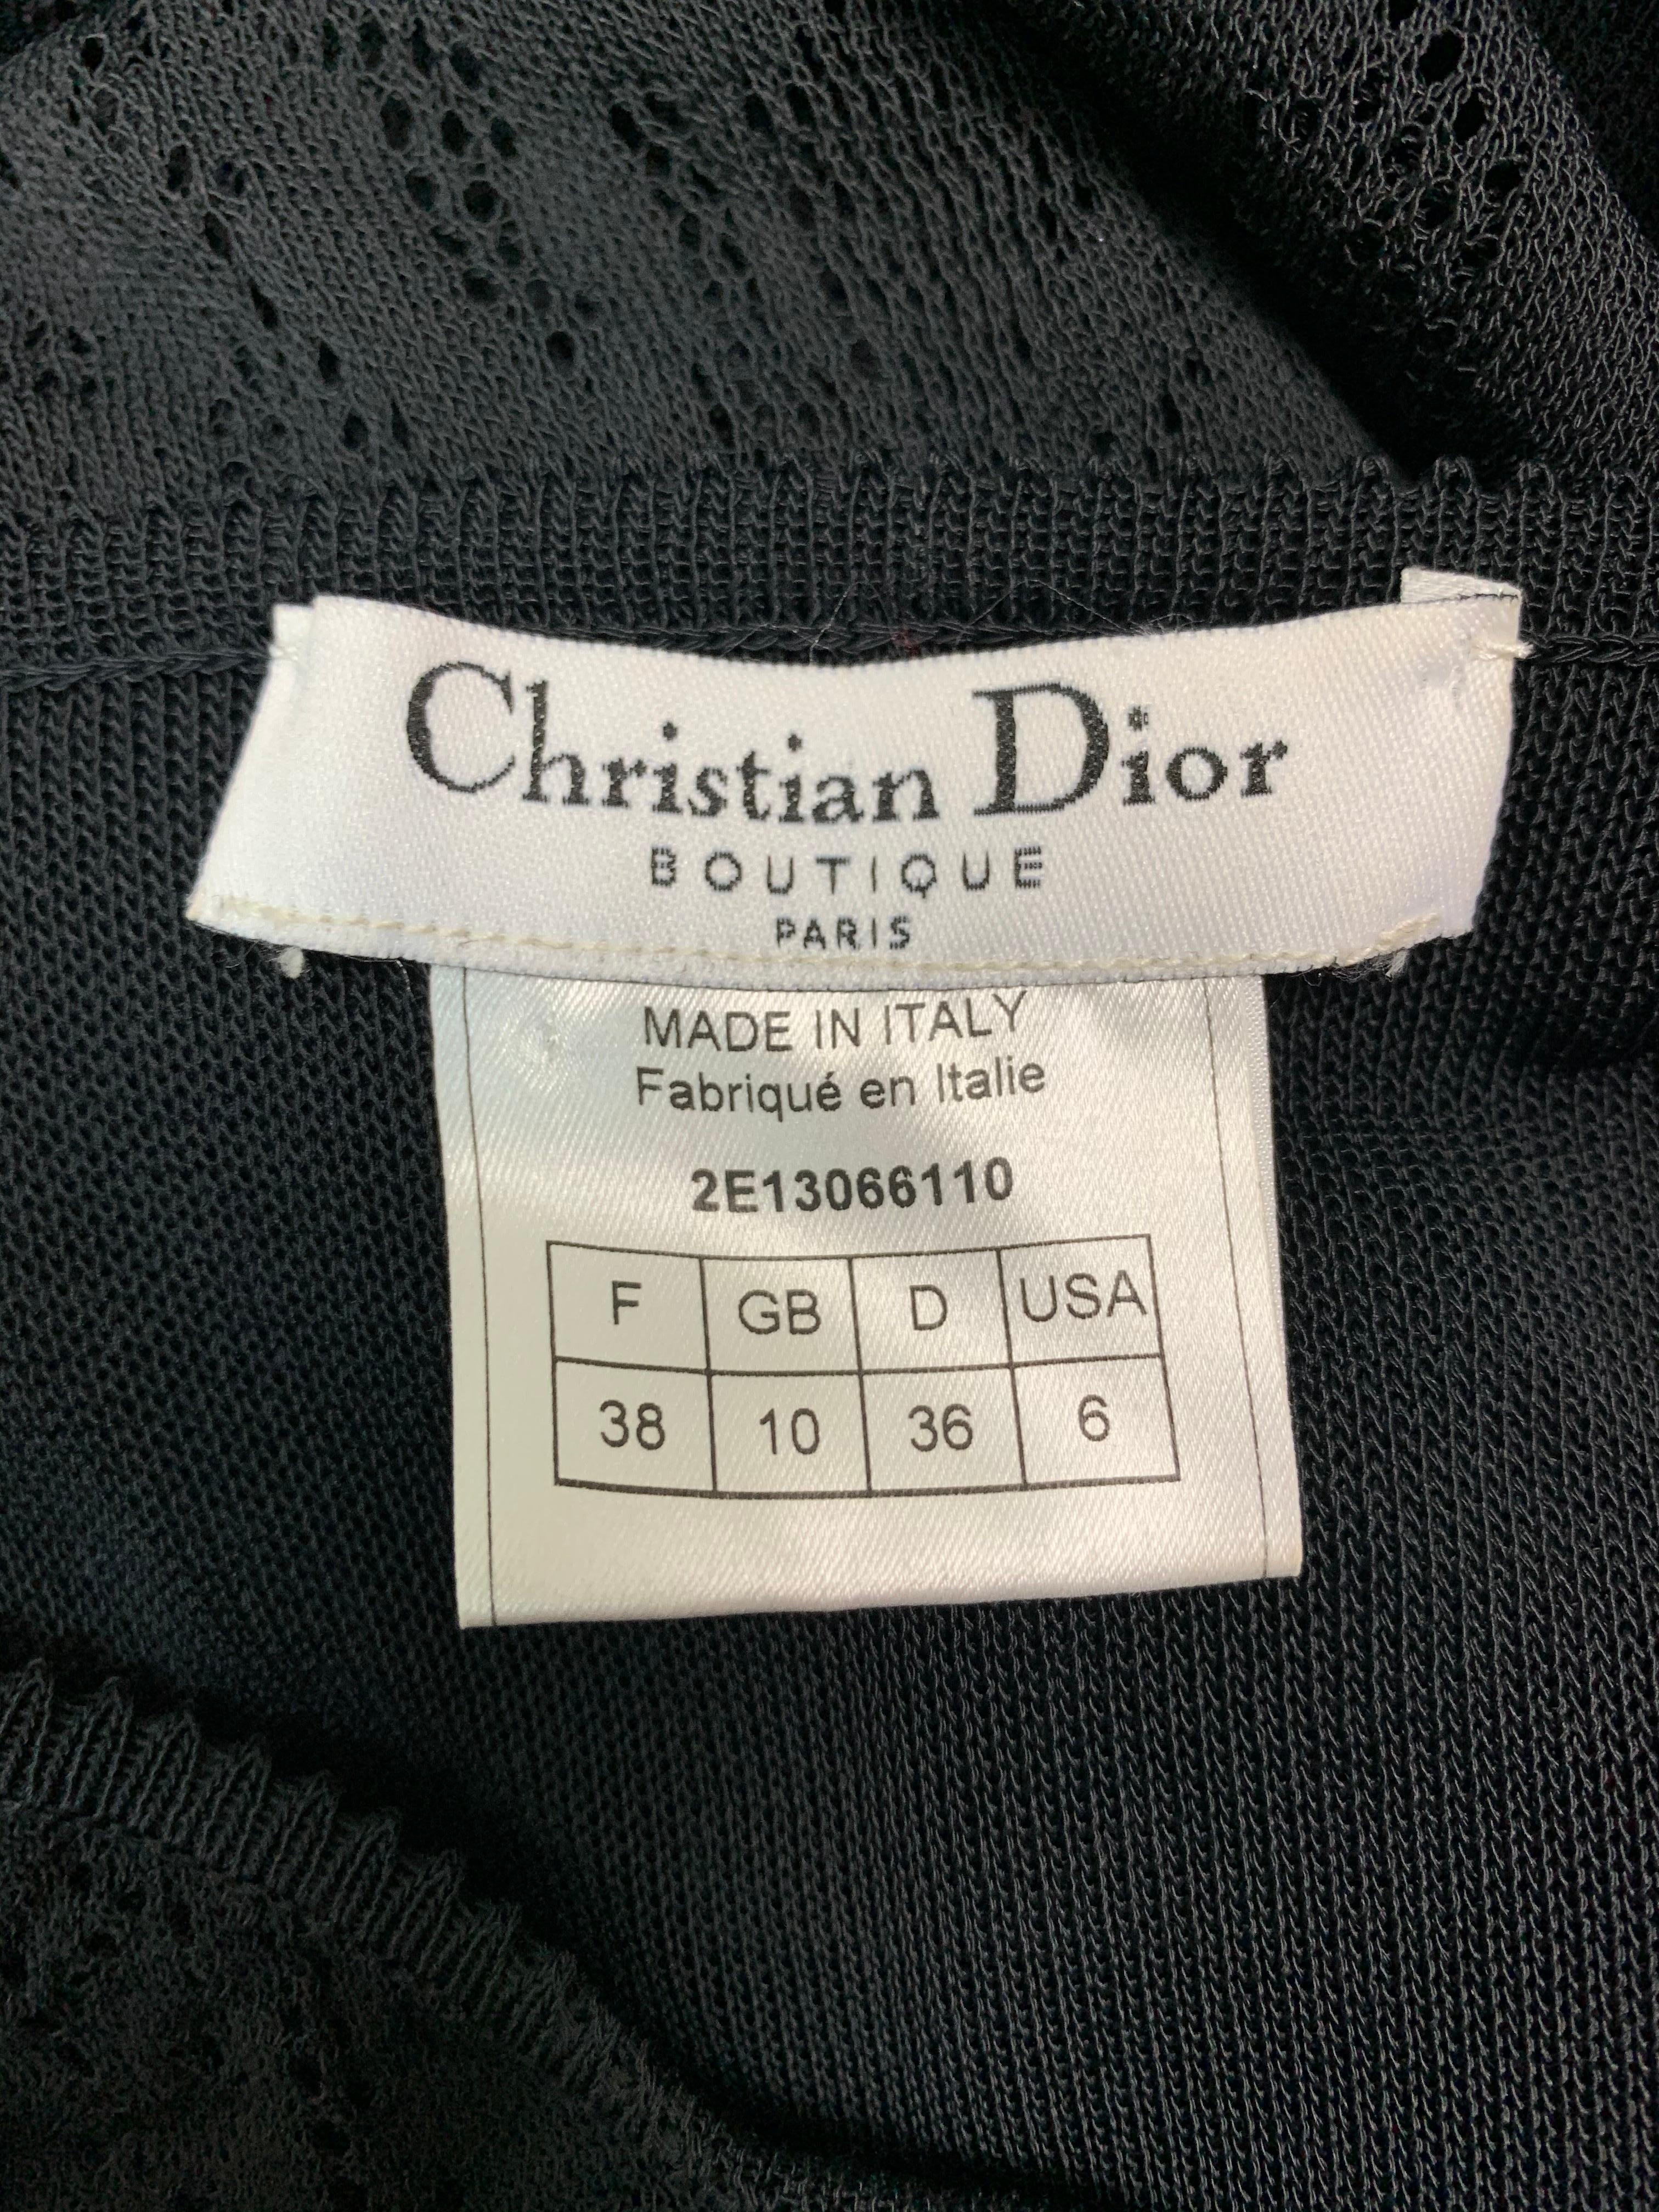 Christian Dior
BOUTIQUE
PARIS
MADE IN ITALY
Fabriqué en Italie
2E13066110
F GB D USA
38 10 36 6